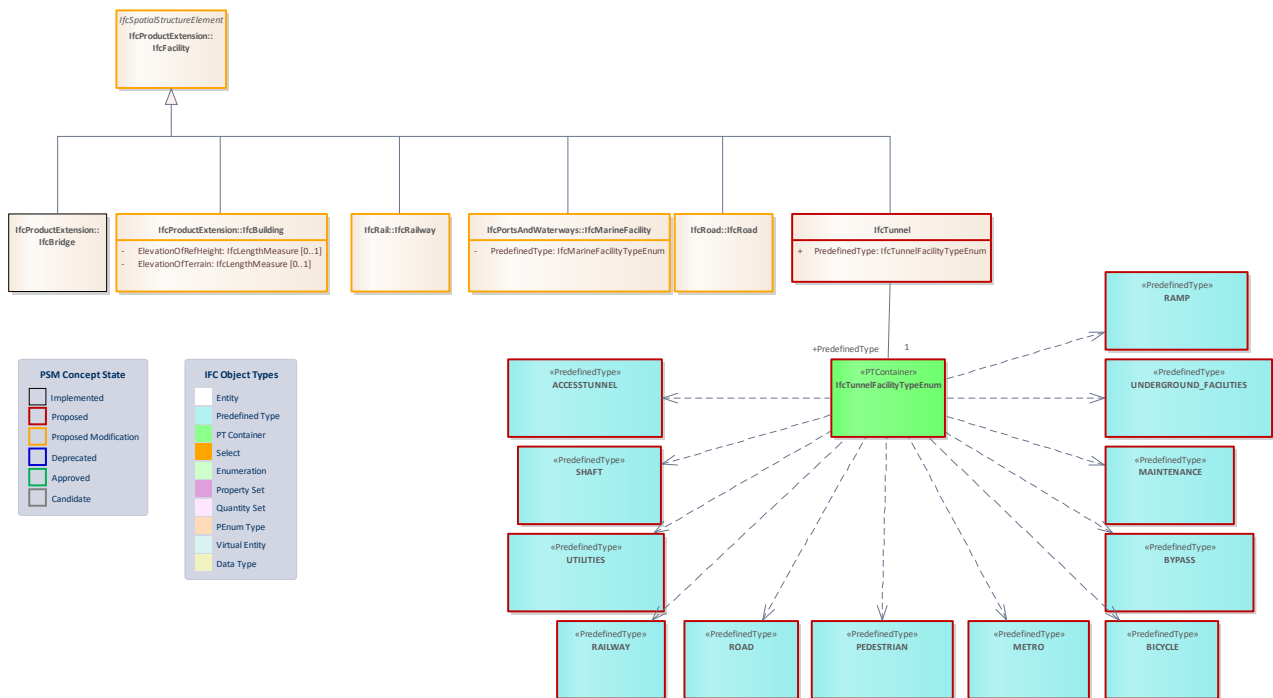 IfcSpatialStructureElement
IfcProductExtension::
IfcFacility
IfcProductExtension::
IfcBridge
IfcProductExtension::IfcBuilding
- ElevationOfRefHeight: IfcLengthMeasure [0..1]
- ElevationOfTerrain: IfcLengthMeasure [0..1]
IfcRail::IfcRailway
IfcPortsAndWaterways::IfcMarineFacility
- PredefinedType: IfcMarineFacilityTypeEnum
IfcRoad::IfcRoad
IfcTunnel
+ PredefinedType: IfcTunnelFacilityTypeEnum
+PredefinedType
1
«PTContainer»
IfcTunnelFacilityTypeEnum
«PredefinedType»
RAMP
«PredefinedType»
ACCESSTUNNEL
«PredefinedType»
UNDERGROUND_FACILITIES
«PredefinedType»
SHAFT
«PredefinedType»
MAINTENANCE
«PredefinedType»
UTILITIES
«PredefinedType»
BYPASS
«PredefinedType»
RAILWAY
«PredefinedType»
ROAD
«PredefinedType»
PEDESTRIAN
«PredefinedType»
METRO
«PredefinedType»
BICYCLE
PSM Concept State
Implemented
Proposed
Proposed Modification
Deprecated
Approved
Candidate
IFC Object Types
Entity
Predefined Type
PT Container
Select
Enumeration
Property Set
Quantity Set
PEnum Type
Virtual Entity
Data Type